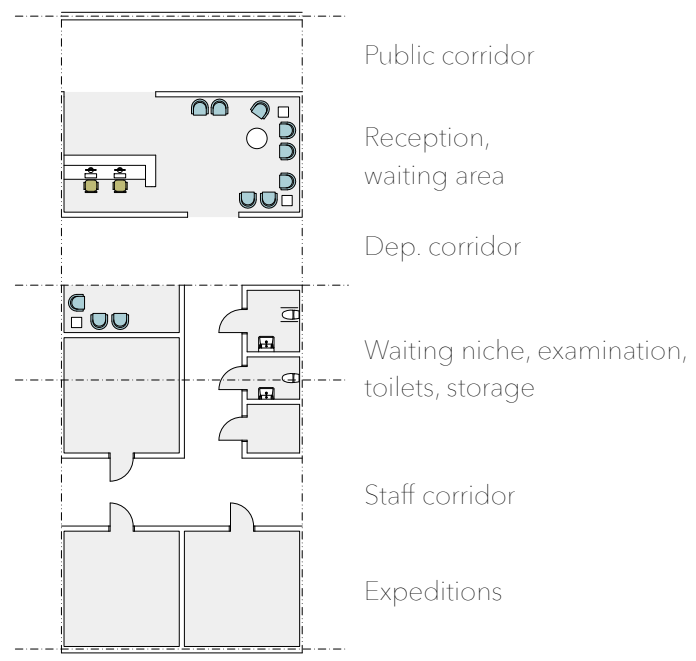 Public corridor
Reception,
waiting area
Dep. corridor
Waiting niche, examination,
toilets, storage
Staff corridor
Expeditions